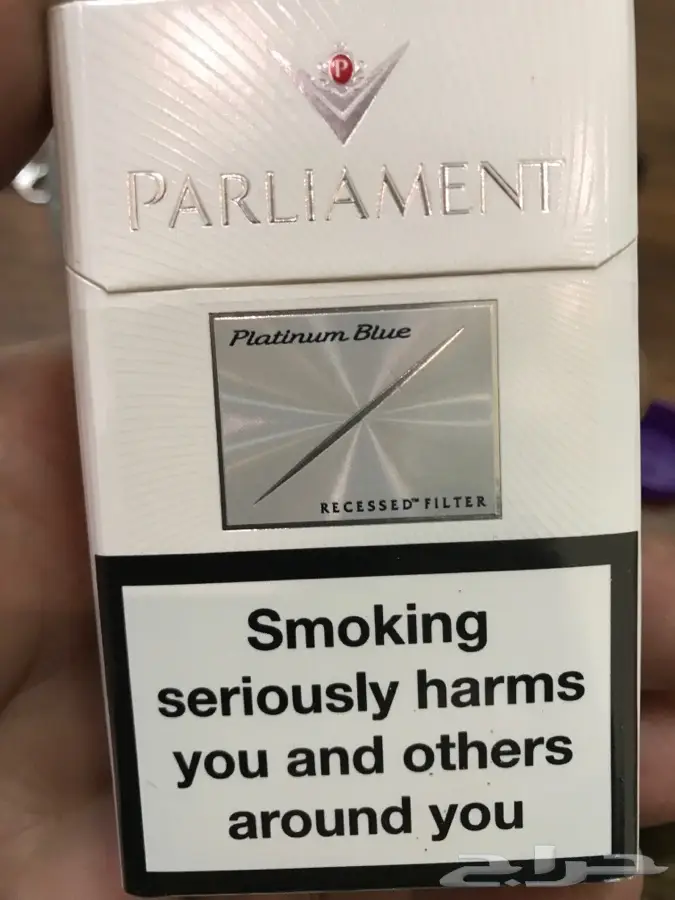 P
PARLIAMENT
Platinum Blue
RECESSED™ FILTER
Smoking
seriously harms
you and others
around you
حراج